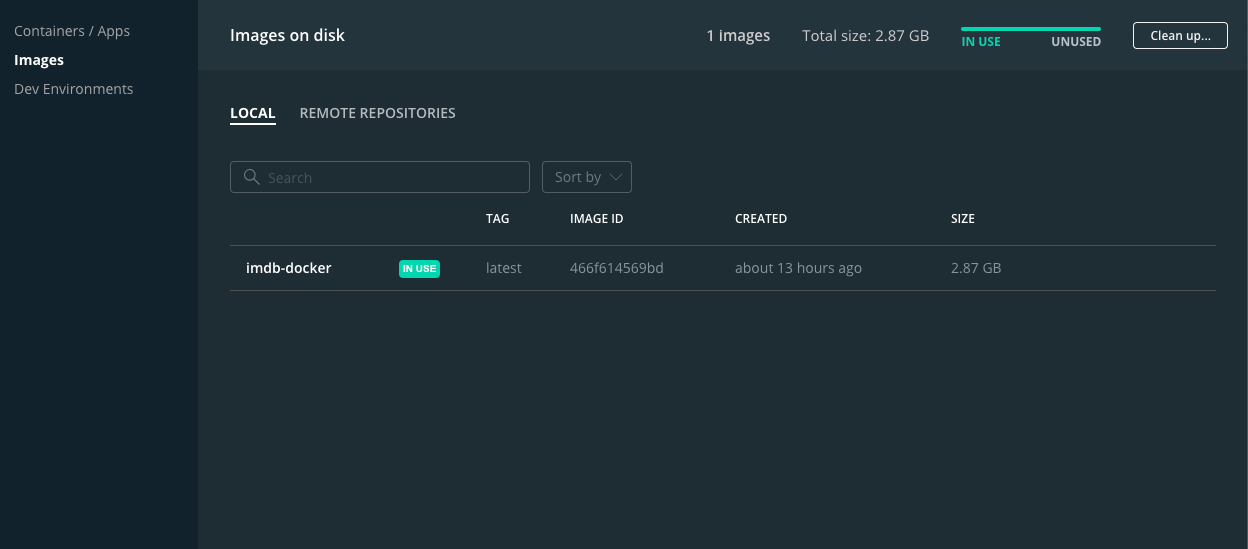 Containers / Apps
Images
Dev Environments
Images on disk
1 images
Total size: 2.87 GB
IN USE
UNUSED
Clean up...
LOCAL
REMOTE REPOSITORIES
Search
Sort by
TAG
IMAGE ID
CREATED
SIZE
imdb-docker
IN USE
latest
466f614569bd
about 13 hours ago
2.87 GB